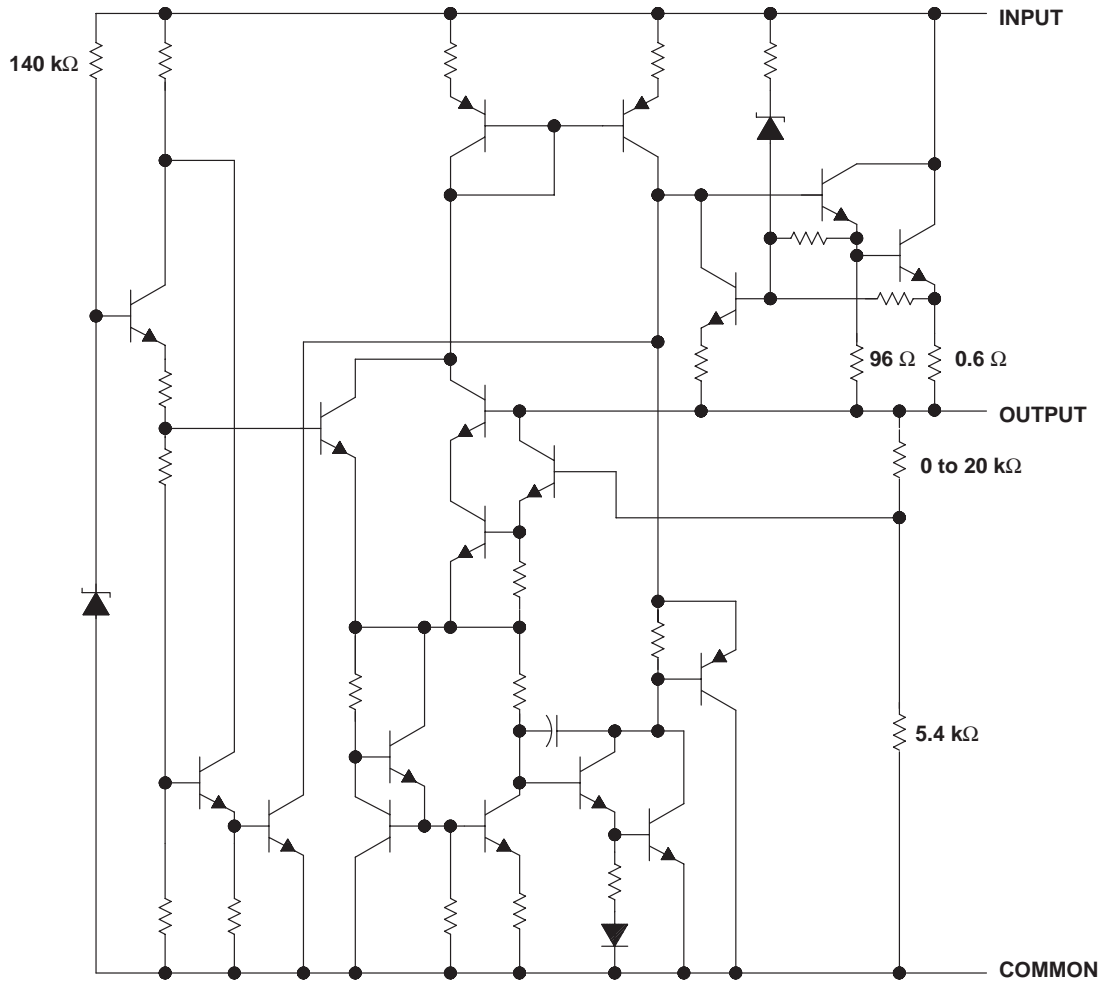 INPUT
140 kΩ
96 Ω
0.6 Ω
OUTPUT
0 to 20 kΩ
5.4 kΩ
COMMON